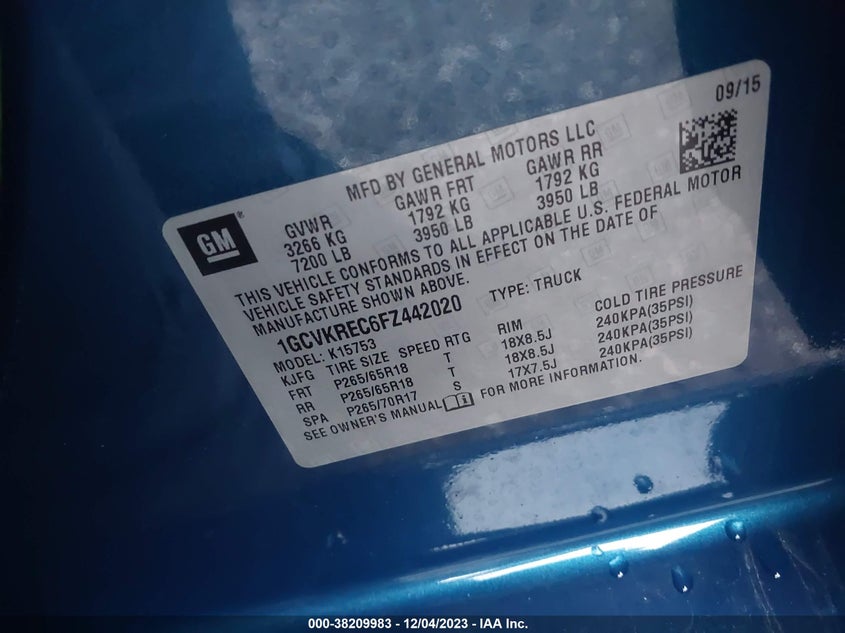 09/15
GM
MFD BY GENERAL MOTORS LLC
GVWR GAWR FRT GAWR RR
3266 KG 1792 KG 1792 KG
7200 LB 3950 LB 3950 LB
THIS VEHICLE CONFORMS TO ALL APPLICABLE U.S. FEDERAL MOTOR
VEHICLE SAFETY STANDARDS IN EFFECT ON THE DATE OF
MANUFACTURE SHOWN ABOVE.
1GCVKREC6FZ442020 TYPE: TRUCK
MODEL: K15753
KJFG TIRE SIZE SPEED RTG RIM COLD TIRE PRESSURE
FRT P265/65R18 T 18X8.5J 240KPA(35PSI)
RR P265/65R18 T 18X8.5J 240KPA(35PSI)
SPA P265/70R17 S 17X7.5J 240KPA(35PSI)
SEE OWNER'S MANUAL FOR MORE INFORMATION.
000-38209983 - 12/04/2023 - IAA Inc.